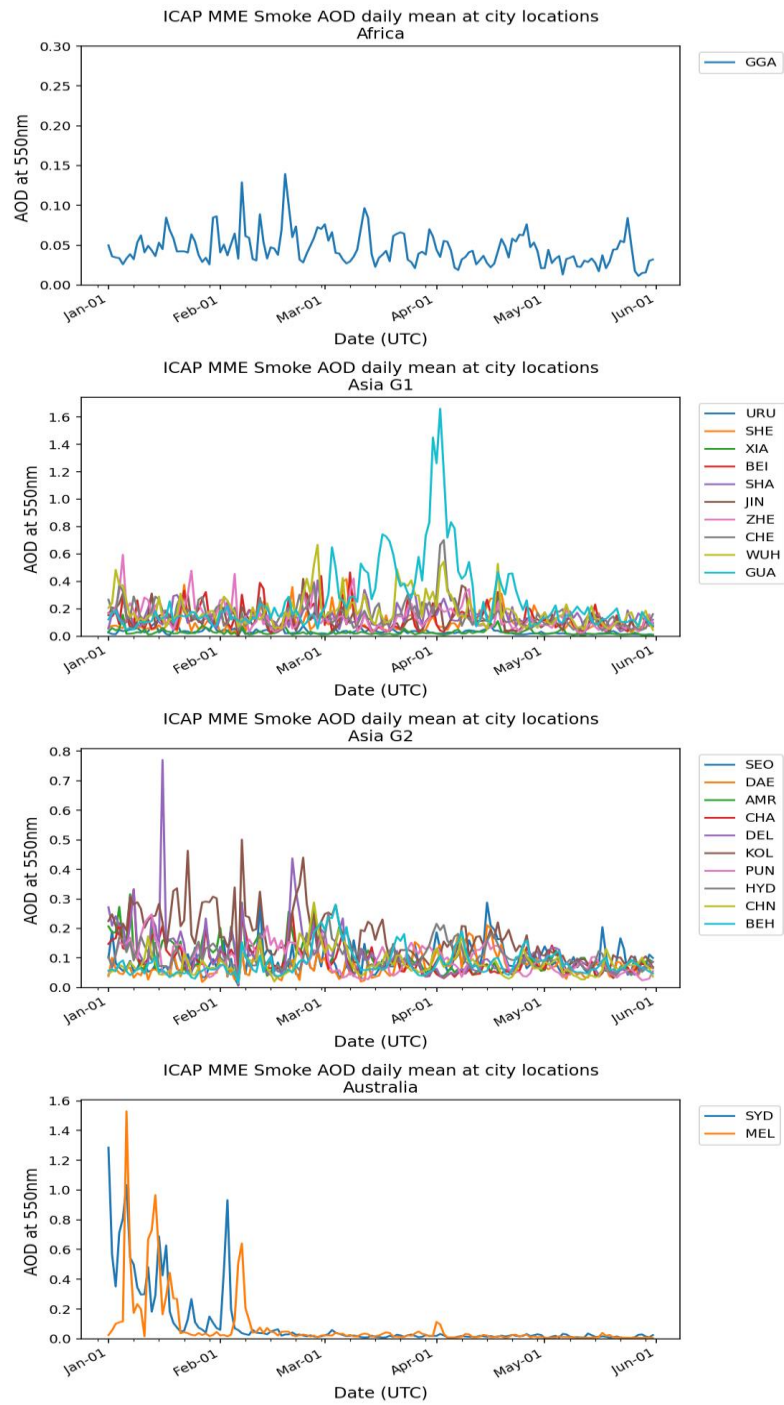 ICAP MME Smoke AOD daily mean at city locations
Africa
0.30
0.25
0.20
0.15
0.10
0.05
0.00
AOD at 550nm
GGA
Jan-01
Feb-01
Mar-01
Apr-01
May-01
Jun-01
Date (UTC)
ICAP MME Smoke AOD daily mean at city locations
Asia G1
1.6
1.4
1.2
1.0
0.8
0.6
0.4
0.2
0.0
AOD at 550nm
URU
SHE
XIA
BEI
SHA
JIN
ZHE
CHE
WUH
GUA
Jan-01
Feb-01
Mar-01
Apr-01
May-01
Jun-01
Date (UTC)
ICAP MME Smoke AOD daily mean at city locations
Asia G2
0.8
0.7
0.6
0.5
0.4
0.3
0.2
0.1
0.0
AOD at 550nm
SEO
DAE
AMR
CHA
DEL
KOL
PUN
HYD
CHN
BEH
Jan-01
Feb-01
Mar-01
Apr-01
May-01
Jun-01
Date (UTC)
ICAP MME Smoke AOD daily mean at city locations
Australia
1.6
1.4
1.2
1.0
0.8
0.6
0.4
0.2
0.0
AOD at 550nm
SYD
MEL
Jan-01
Feb-01
Mar-01
Apr-01
May-01
Jun-01
Date (UTC)